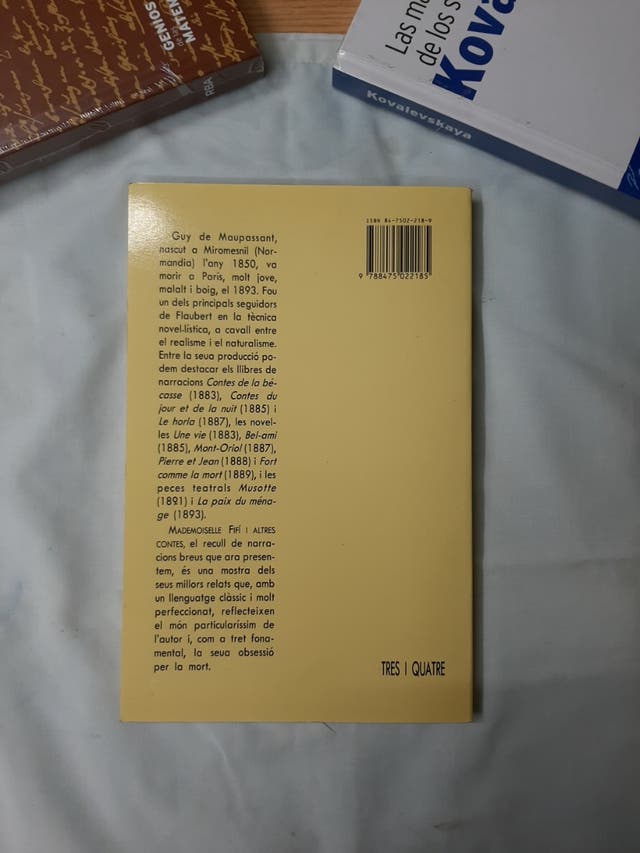 GENIOS
de las
MATEM
RBA
Las ma
de los s
Kova
Kovalevskaya
Guy de Maupassant,
nascut a Miromesnil (Nor-
mandia) l'any 1850, va
morir a París, molt jove,
malalt i boig, el 1893. Fou
un dels principals seguidors
de Flaubert en la tècnica
novel·lística, a cavall entre
el realisme i el naturalisme.
Entre la seua producció po-
dem destacar els llibres de
narracions Contes de la bé-
casse (1883), Contes du
jour et de la nuit (1885) i
Le horla (1887), les novel-
les Une vie (1883), Bel-ami
(1885), Mont-Oriol (1887),
Pierre et Jean (1888) i Fort
comme la mort (1889), i les
peces teatrals Musotte
(1891) i La paix du ména-
ge (1893).
MADEMOISELLE FIFÍ I ALTRES
CONTES, el recull de narra-
cions breus que ara presen-
tem, és una mostra dels
seus millors relats que, amb
un llenguatge clàssic i molt
perfeccionat, reflecteixen
el món particularíssim de
l'autor i, com a tret fona-
mental, la seua obsessió
per la mort.
ISBN 84-7502-218-9
9 788475 022185
TRES I QUATRE